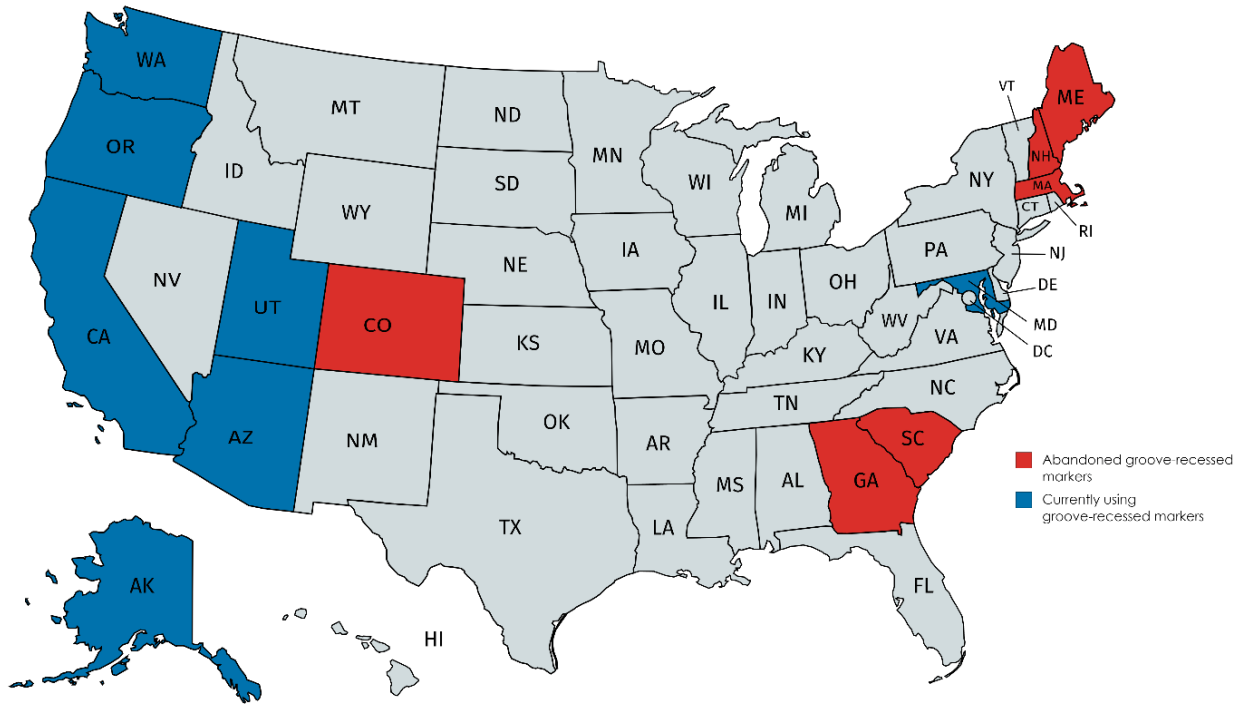 WA
OR
CA
NV
ID
MT
WY
UT
CO
AZ
NM
ND
SD
NE
KS
OK
TX
MN
IA
MO
AR
LA
WI
IL
MI
IN
OH
KY
TN
MS
AL
GA
SC
NC
FL
VA
WV
PA
NY
VT
NH
ME
MA
CT
RI
NJ
DE
MD
DC
AK
HI
Abandoned groove-recessed
markers
Currently using
groove-recessed markers